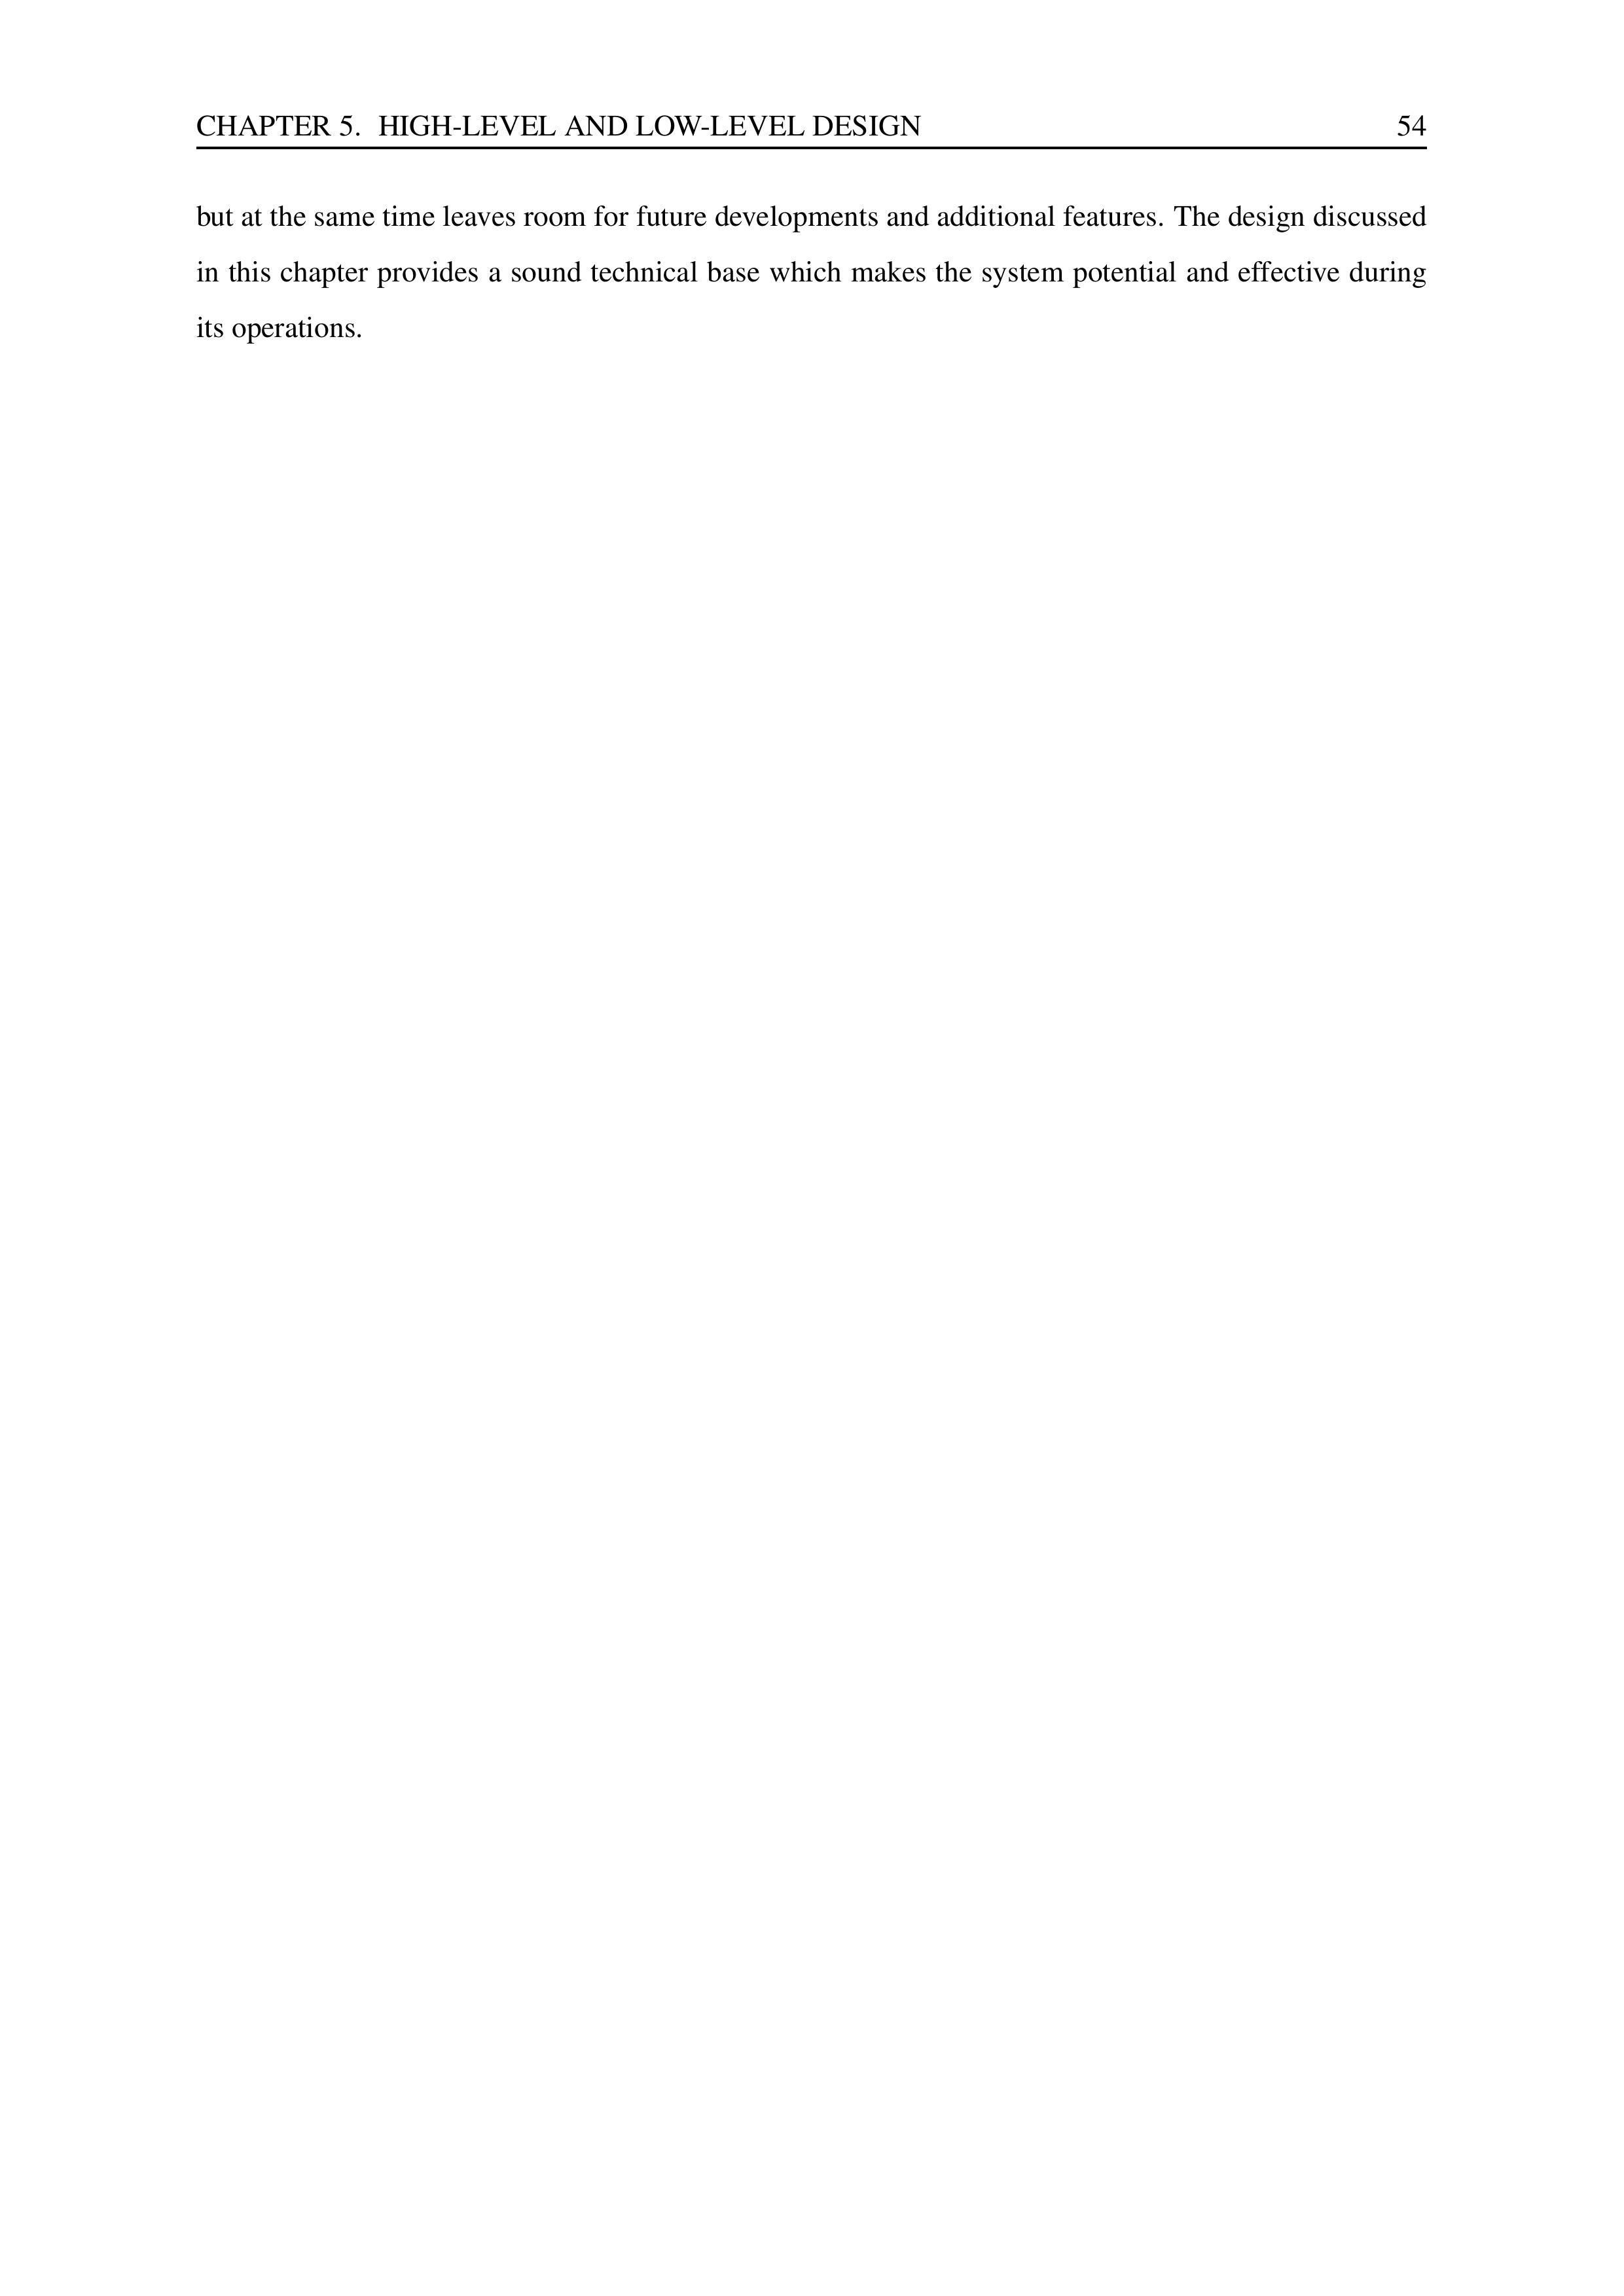 CHAPTER 5. HIGH-LEVEL AND LOW-LEVEL DESIGN 54
but at the same time leaves room for future developments and additional features. The design discussed
in this chapter provides a sound technical base which makes the system potential and effective during
its operations.